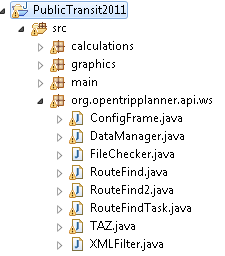 PublicTransit2011
src
calculations
graphics
main
org.opentripplanner.api.ws
ConfigFrame.java
DataManager.java
FileChecker.java
RouteFind.java
RouteFind2.java
RouteFindTask.java
TAZ.java
XMLFilter.java